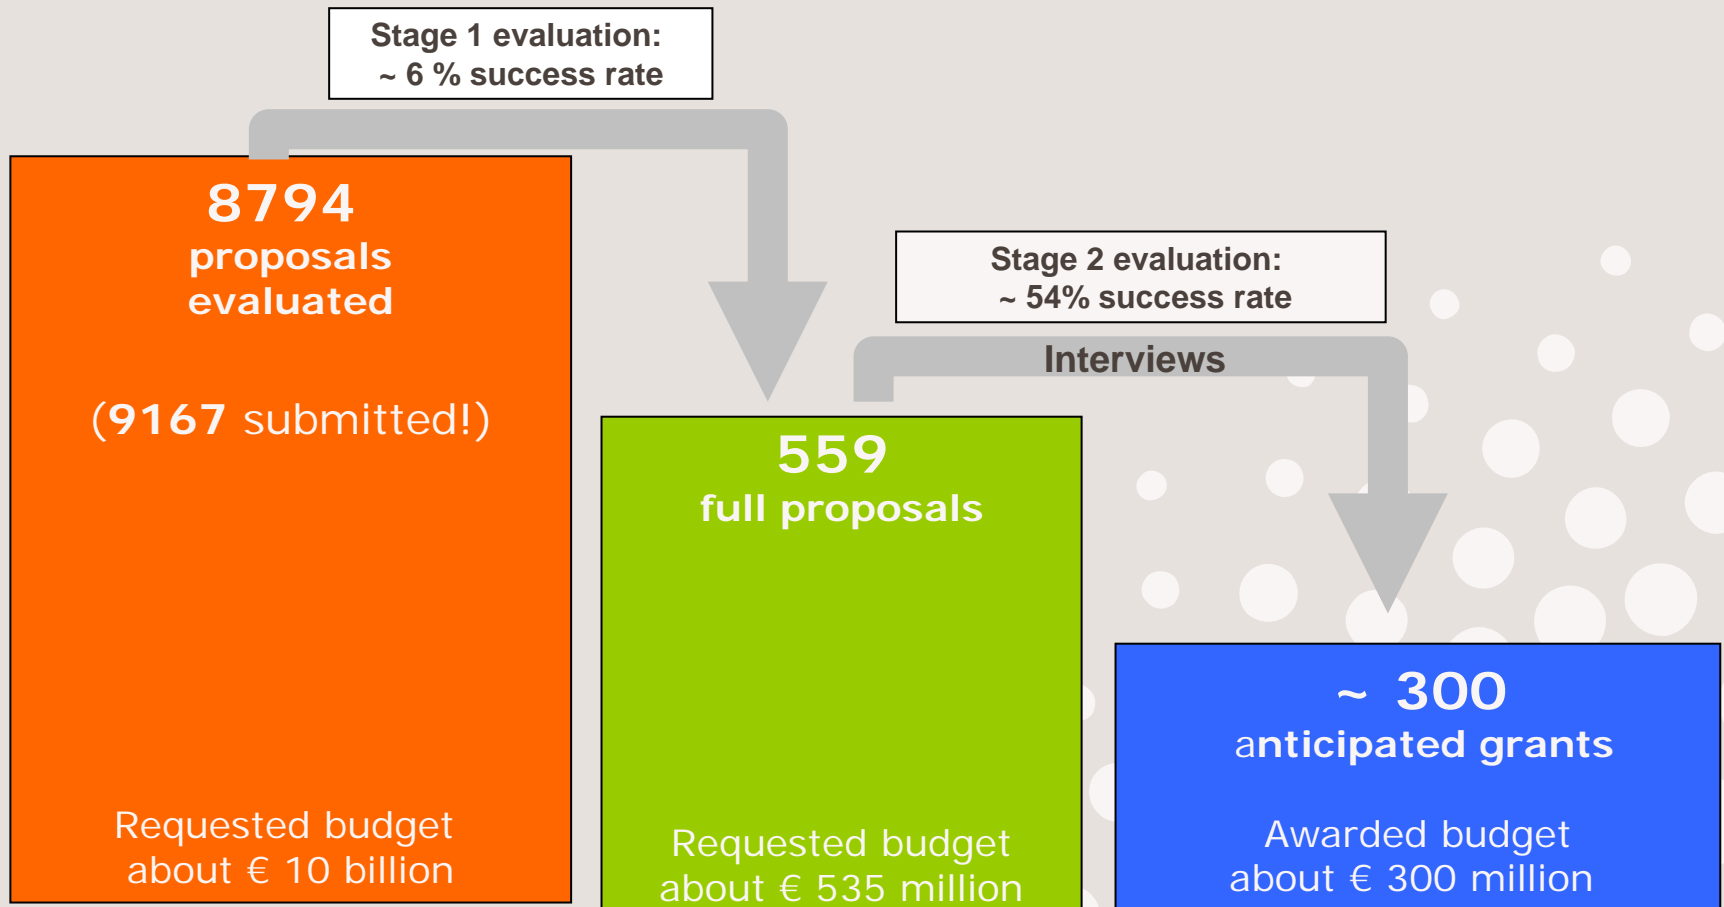 Stage 1 evaluation:
~ 6 % success rate
8794
proposals
evaluated
(9167 submitted!)
Requested budget
about € 10 billion
Stage 2 evaluation:
~ 54% success rate
Interviews
559
full proposals
Requested budget
about € 535 million
~ 300
anticipated grants
Awarded budget
about € 300 million